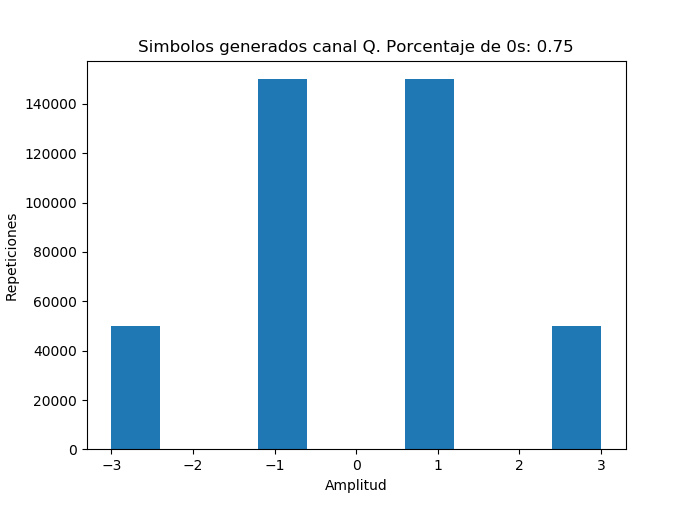 Simbolos generados canal Q. Porcentaje de 0s: 0.75
140000
120000
100000
80000
60000
40000
20000
0
Repeticiones
−3 −2 −1 0 1 2 3
Amplitud